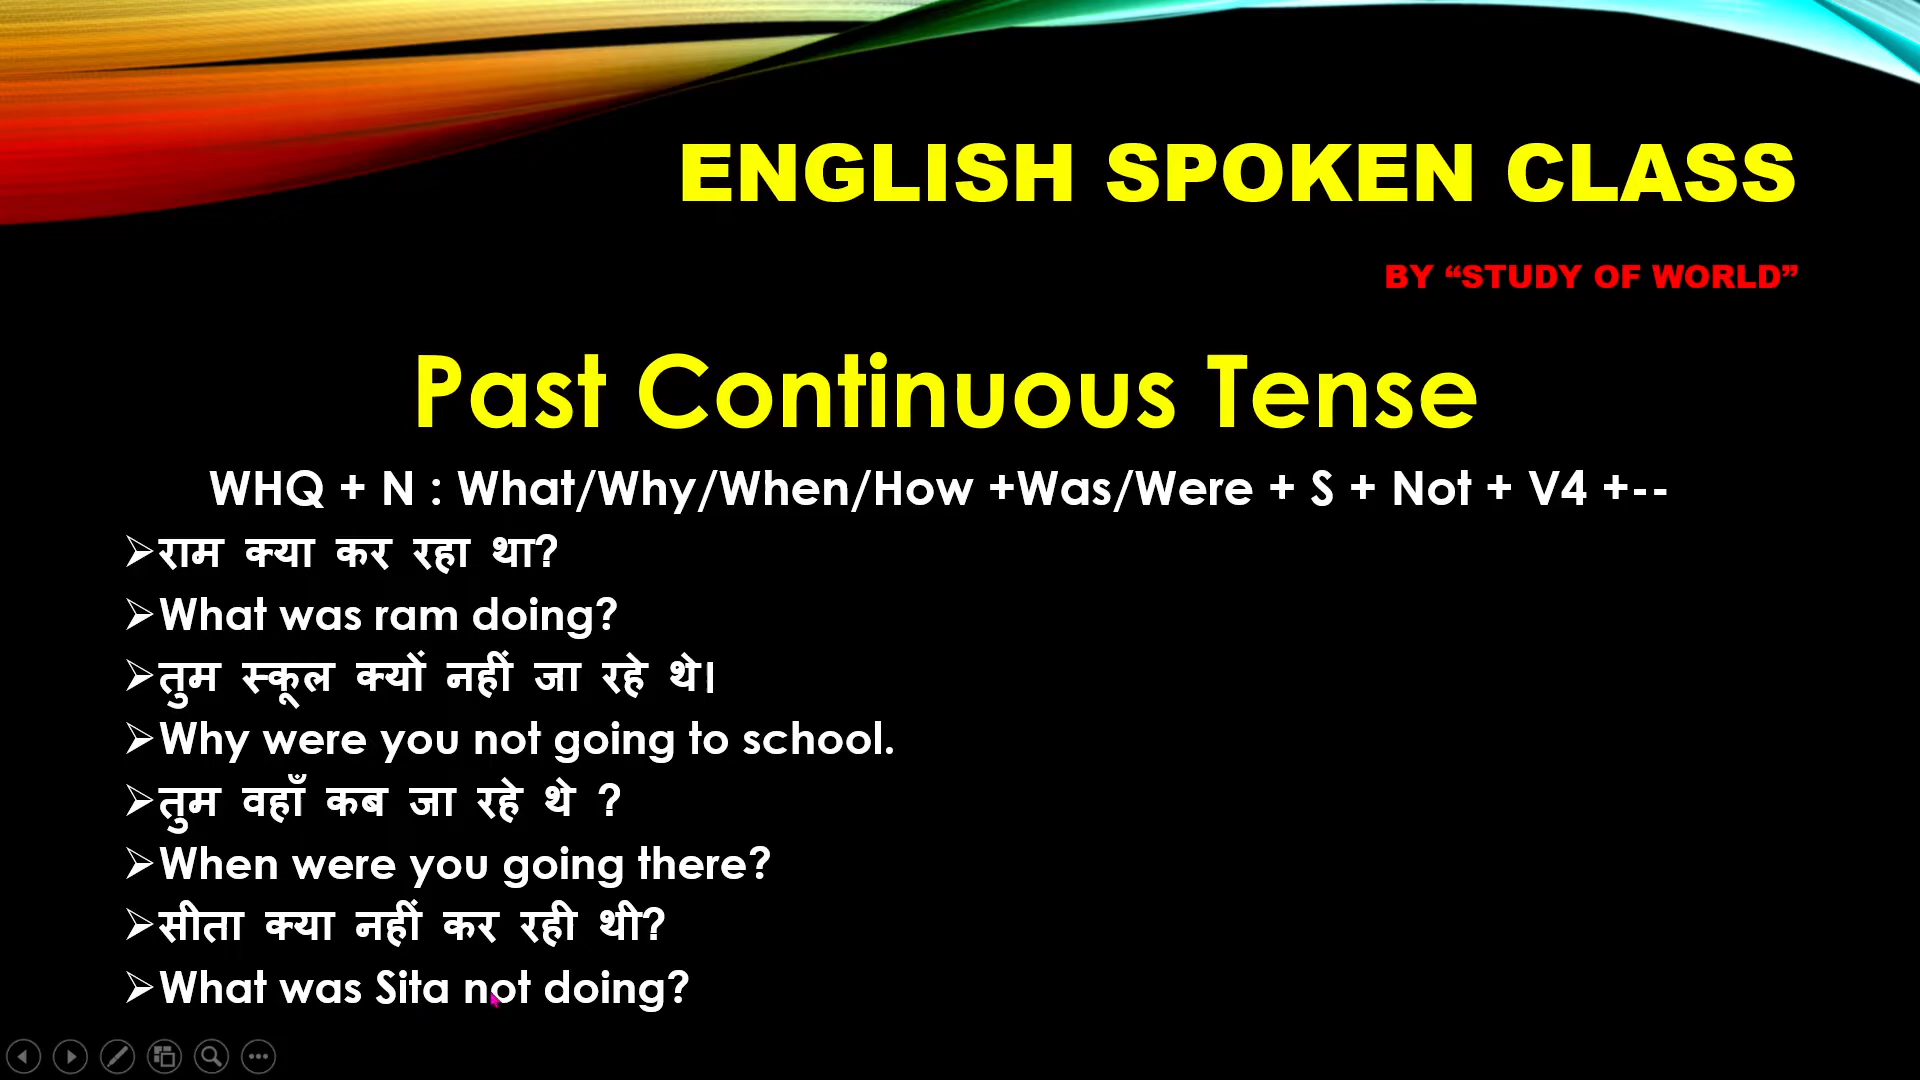 ENGLISH SPOKEN CLASS
BY “STUDY OF WORLD”
Past Continuous Tense
WHQ + N : What/Why/When/How +Was/Were + S + Not + V4 +--
➢राम क्या कर रहा था?
➢What was ram doing?
➢तुम स्कूल क्यों नहीं जा रहे थे।
➢Why were you not going to school.
➢तुम वहाँ कब जा रहे थे ?
➢When were you going there?
➢सीता क्या नहीं कर रही थी?
➢What was Sita not doing?